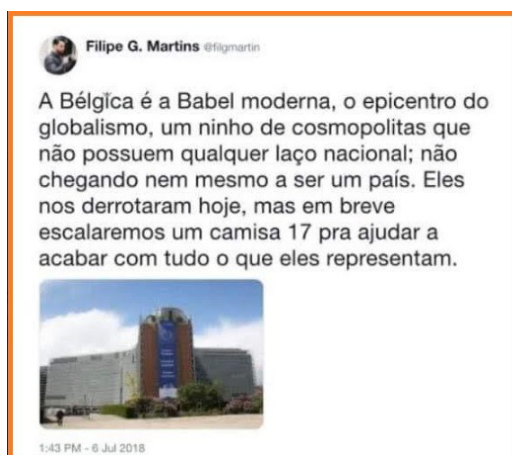 Filipe G. Martins @filgmartin
A Bélgica é a Babel moderna, o epicentro do
globalismo, um ninho de cosmopolitas que
não possuem qualquer laço nacional; não
chegando nem mesmo a ser um país. Eles
nos derrotaram hoje, mas em breve
escalaremos um camisa 17 pra ajudar a
acabar com tudo o que eles representam.
1:43 PM - 6 Jul 2018